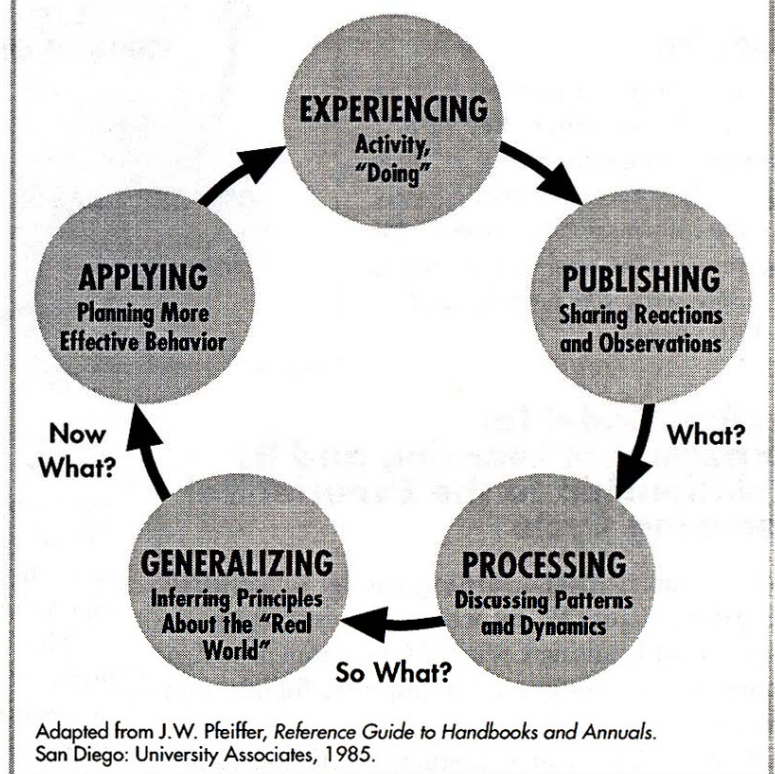 EXPERIENCING
Activity,
"Doing"
PUBLISHING
Sharing Reactions
and Observations
What?
PROCESSING
Discussing Patterns
and Dynamics
So What?
GENERALIZING
Inferring Principles
About the "Real
World"
Now
What?
APPLYING
Planning More
Effective Behavior
Adapted from J.W. Pfeiffer, Reference Guide to Handbooks and Annuals.
San Diego: University Associates, 1985.